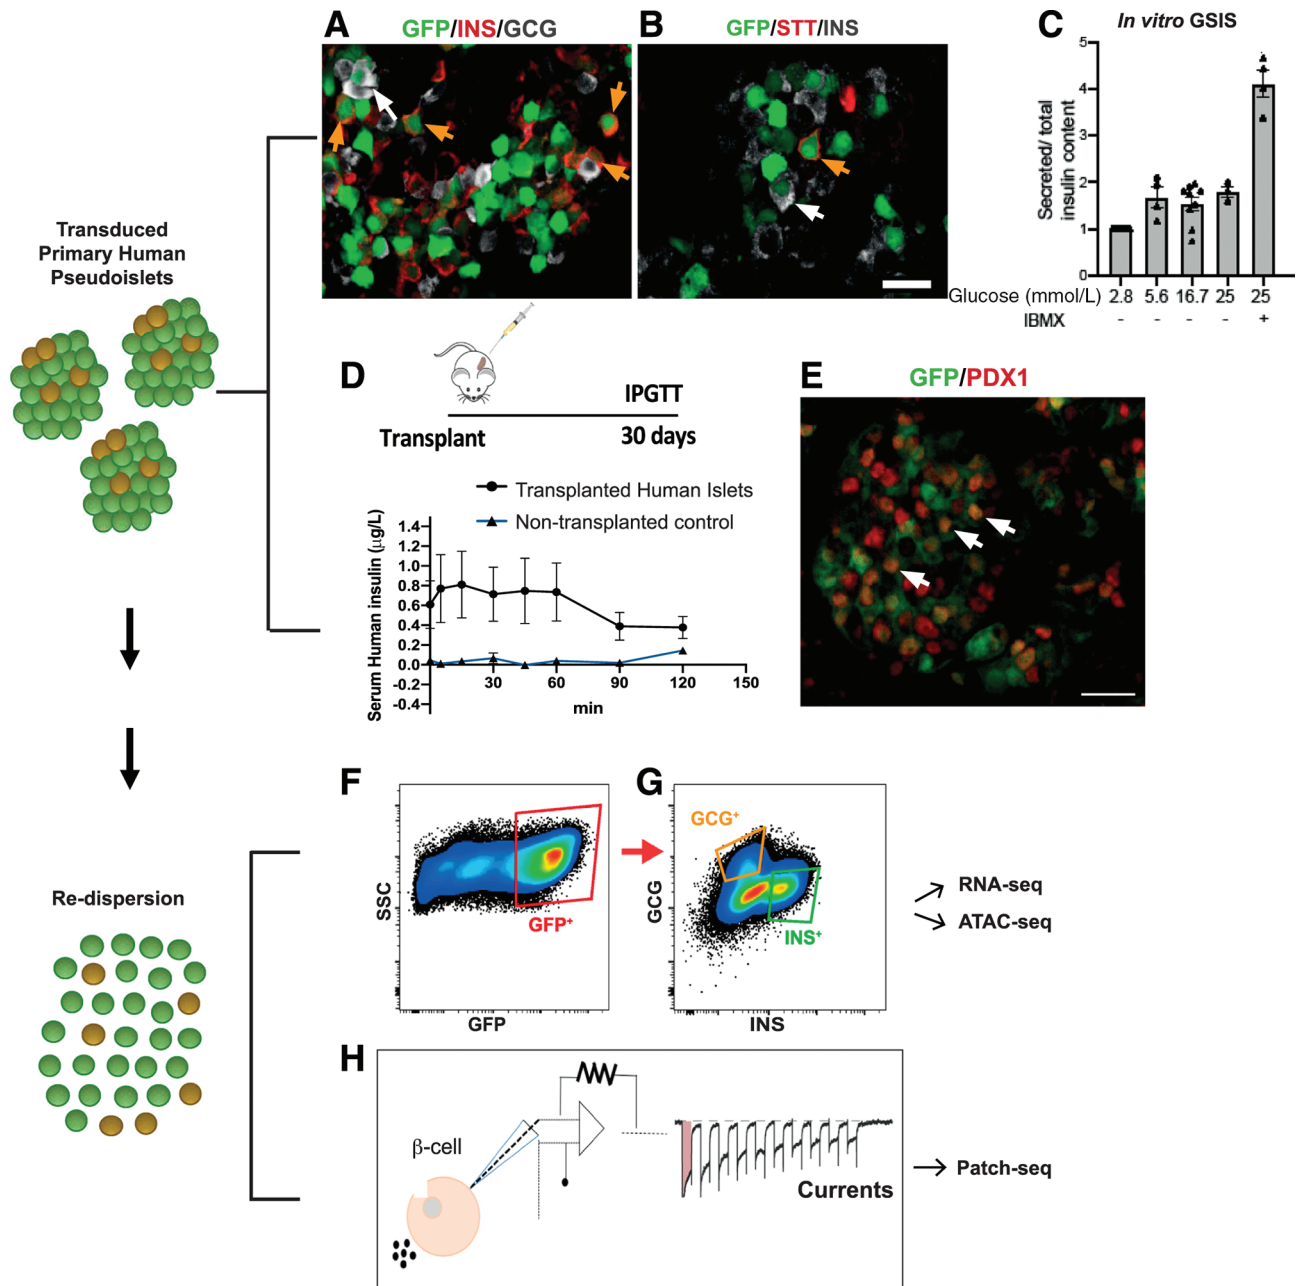 A
GFP/INS/GCG
B
GFP/STT/INS
C
In vitro GSIS
Secreted/ total
insulin content
5
4
3
2
1
0
Glucose (mmol/L)
2.8
5.6
16.7
25
25
IBMX
-
-
-
-
+
Transduced
Primary Human
Pseudoislets
D
IPGTT
Transplant
30 days
Transplanted Human Islets
Non-transplanted control
Serum Human insulin (µg/L)
1.4
1.2
1.0
0.8
0.6
0.4
0.2
0.0
-0.2
-0.4
30
60
90
120
150
min
E
GFP/PDX1
Re-dispersion
F
SSC
GFP+
GFP
G
GCG
GCG+
INS+
INS
RNA-seq
ATAC-seq
H
β-cell
Currents
Patch-seq